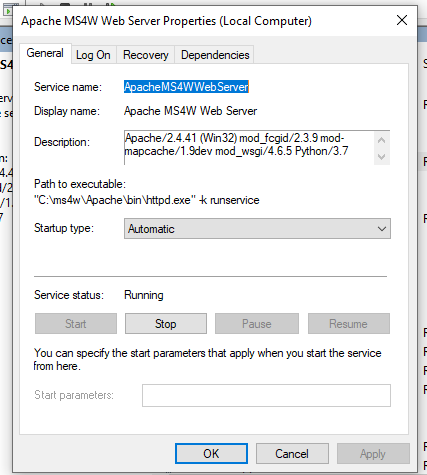 Apache MS4W Web Server Properties (Local Computer)
General Log On Recovery Dependencies
Service name: ApacheMS4WWebServer
Display name: Apache MS4W Web Server
Description: Apache/2.4.41 (Win32) mod_fcgid/2.3.9 mod-
mapcache/1.9dev mod_wsgi/4.6.5 Python/3.7
Path to executable:
"C:\ms4w\Apache\bin\httpd.exe" -k runservice
Startup type: Automatic
Service status: Running
Start Stop Pause Resume
You can specify the start parameters that apply when you start the service
from here.
Start parameters:
OK Cancel Apply